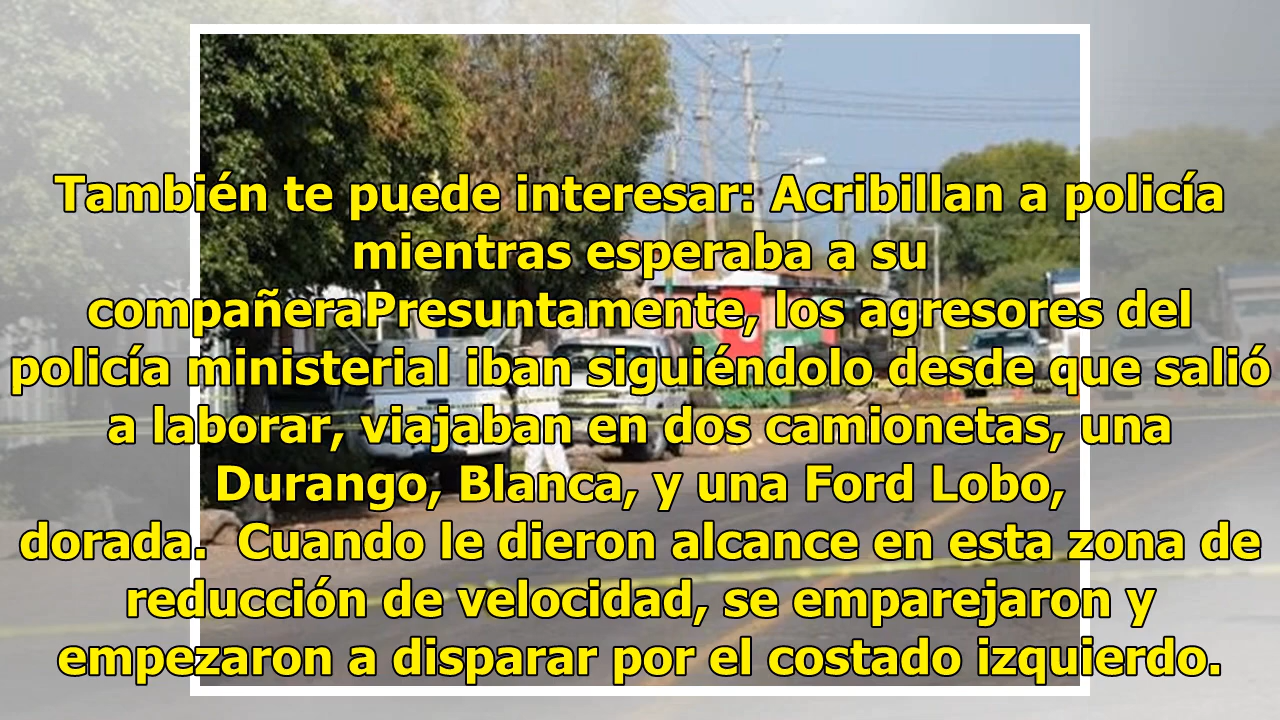 También te puede interesar: Acribillan a policía
mientras esperaba a su
compañeraPresuntamente, los agresores del
policía ministerial iban siguiéndolo desde que salió
a laborar, viajaban en dos camionetas, una
Durango, Blanca, y una Ford Lobo,
dorada.  Cuando le dieron alcance en esta zona de
reducción de velocidad, se emparejaron y
empezaron a disparar por el costado izquierdo.